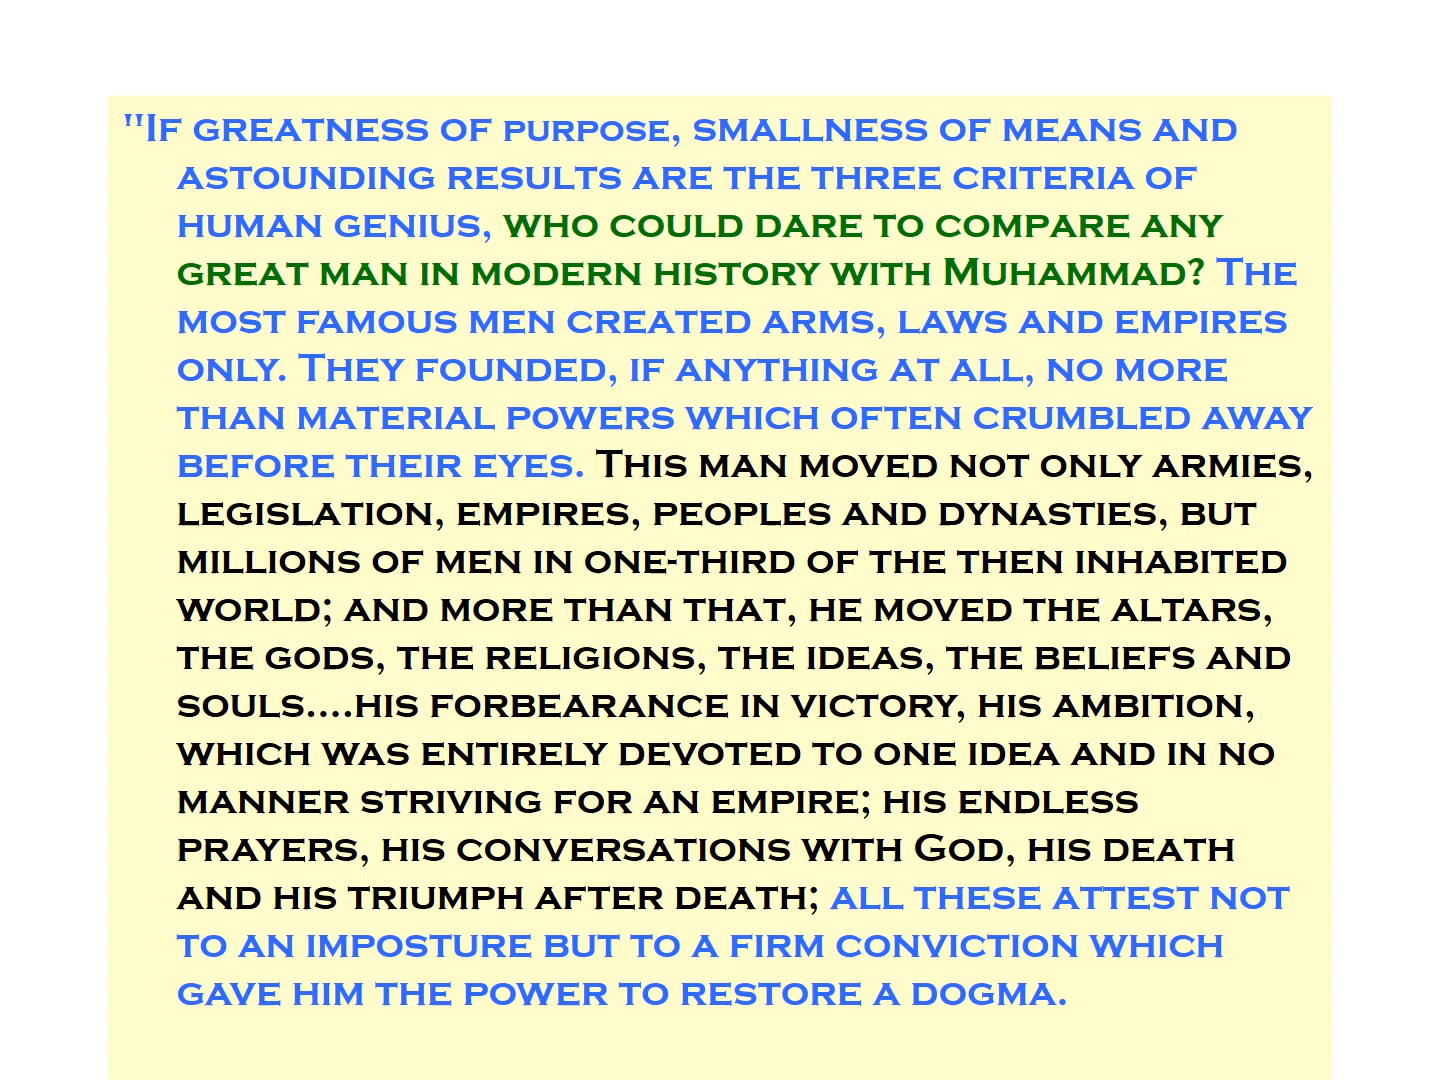 "If greatness of purpose, smallness of means and
astounding results are the three criteria of
human genius, who could dare to compare any
great man in modern history with Muhammad? The
most famous men created arms, laws and empires
only. They founded, if anything at all, no more
than material powers which often crumbled away
before their eyes. This man moved not only armies,
legislation, empires, peoples and dynasties, but
millions of men in one-third of the then inhabited
world; and more than that, he moved the altars,
the gods, the religions, the ideas, the beliefs and
souls....his forbearance in victory, his ambition,
which was entirely devoted to one idea and in no
manner striving for an empire; his endless
prayers, his conversations with God, his death
and his triumph after death; all these attest not
to an imposture but to a firm conviction which
gave him the power to restore a dogma.